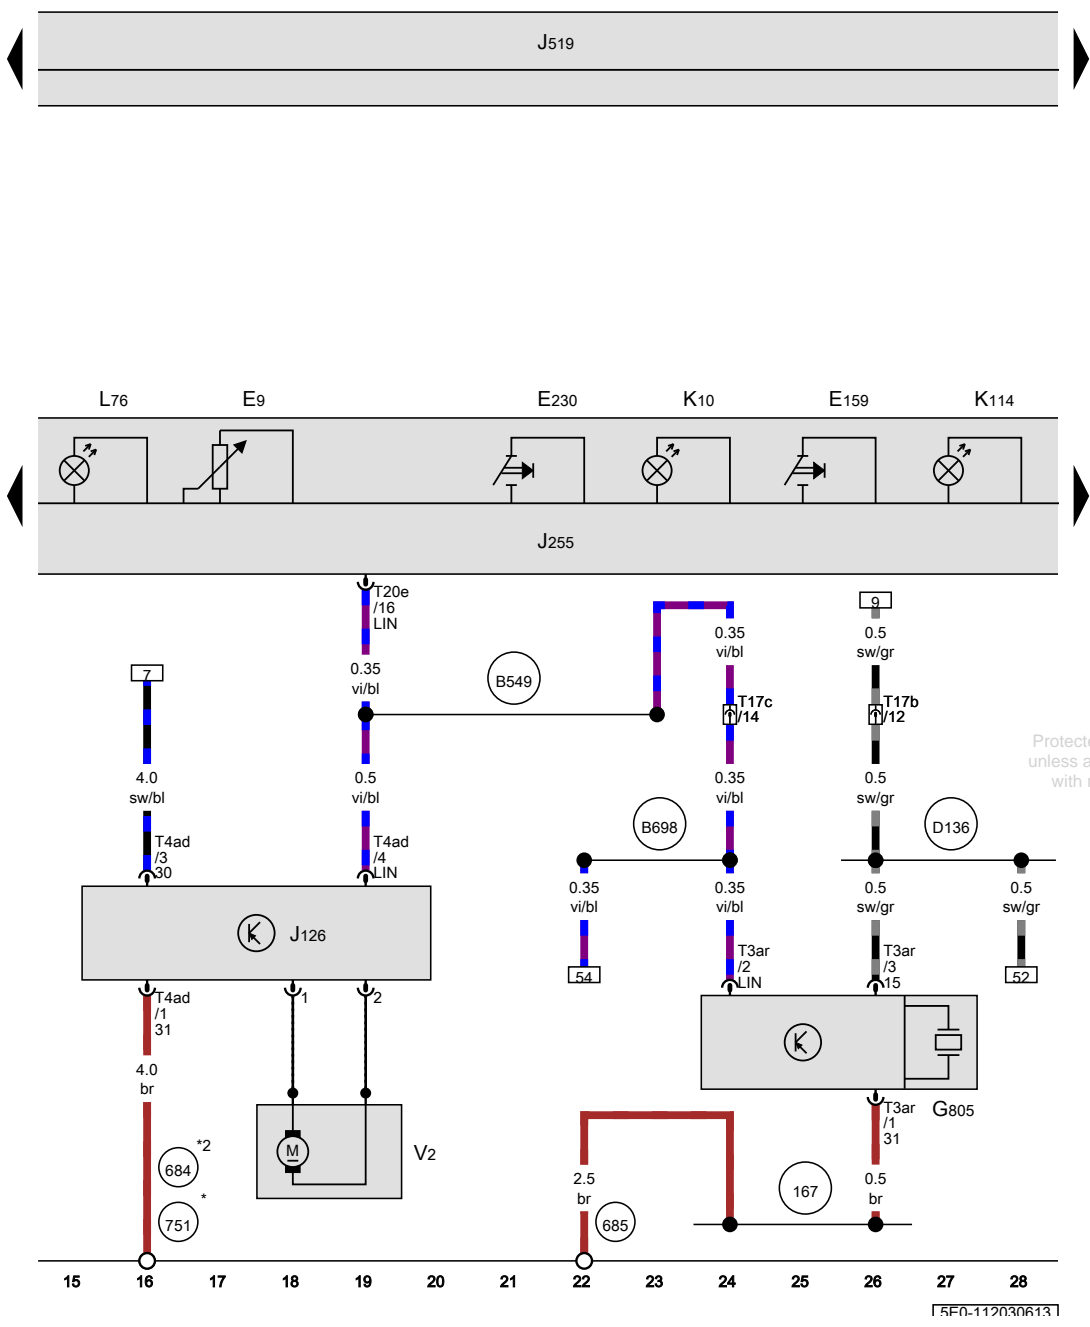 J519
L76 E9 E230 K10 E159 K114
J255
T20e
/16
LIN
0.35
vi/bl
B549
7
9
0.35
vi/bl
0.5
sw/gr
T17c
/14
T17b
/12
Protecte
unless a
with r
4.0
sw/bl
0.5
vi/bl
0.35
vi/bl
0.5
sw/gr
B698
D136
T4ad
/3
30
T4ad
/4
LIN
0.35
vi/bl
0.35
vi/bl
0.5
sw/gr
0.5
sw/gr
J126
T3ar
/2
LIN
T3ar
/3
15
54
52
T4ad
/1
31
1
2
4.0
br
G805
T3ar
/1
31
M
V2
*2
684
*
751
2.5
br
685
167
0.5
br
15 16 17 18 19 20 21 22 23 24 25 26 27 28
5E0-112030613